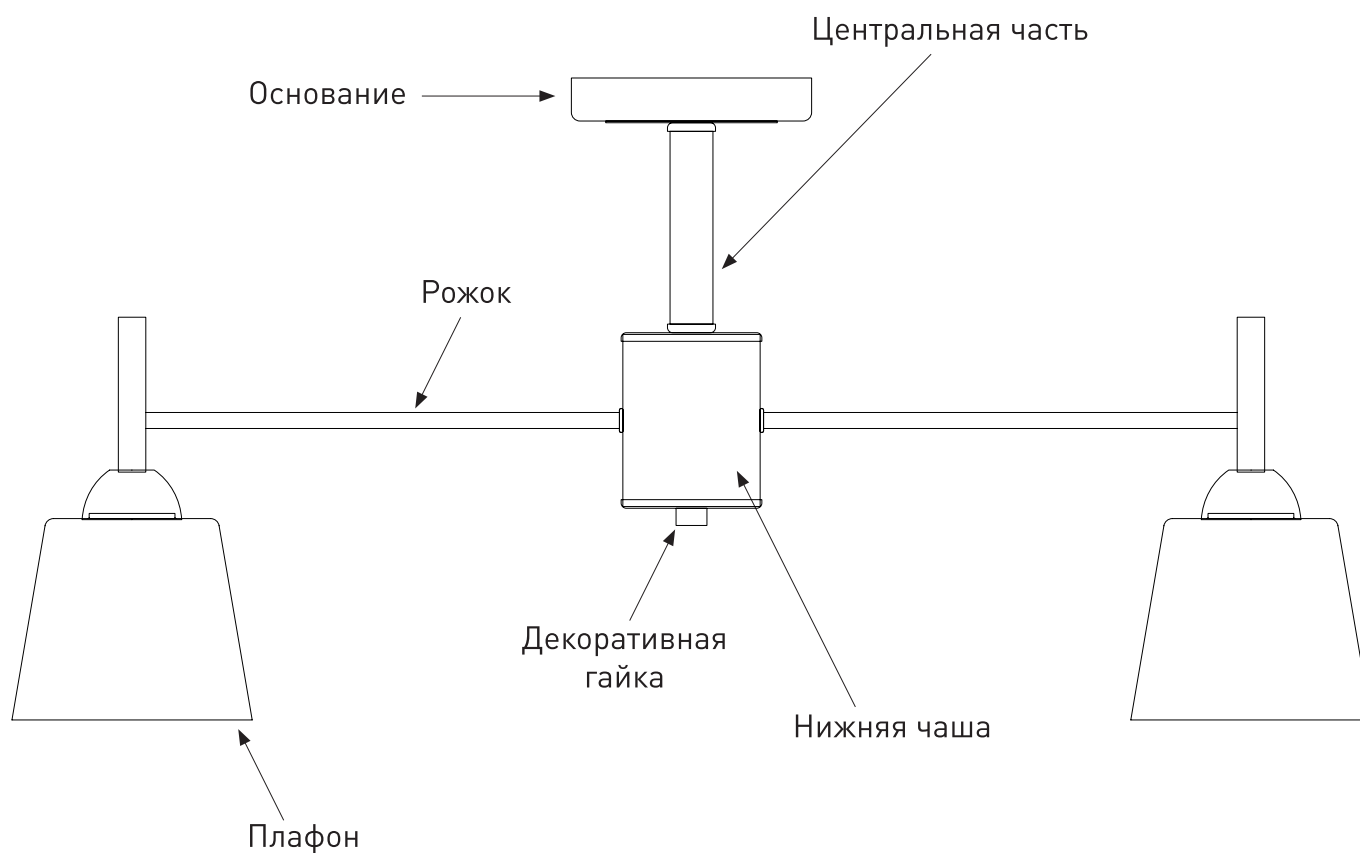 Центральная часть
Основание
Рожок
Декоративная
гайка
Нижняя чаша
Плафон